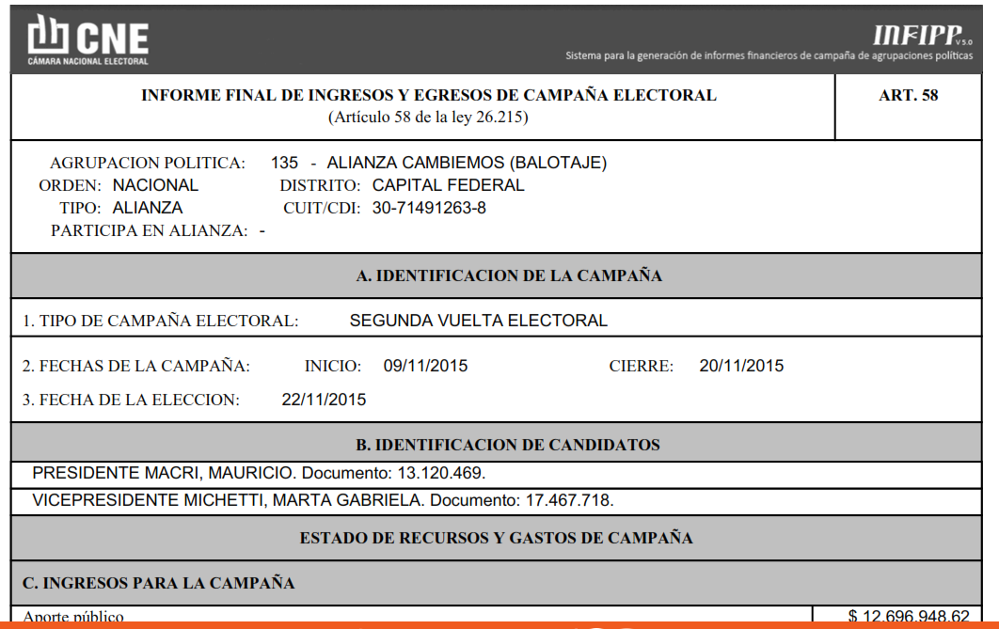 CNE
CÁMARA NACIONAL ELECTORAL
INFIPP V 5.0
Sistema para la generación de informes financieros de campaña de agrupaciones políticas
INFORME FINAL DE INGRESOS Y EGRESOS DE CAMPAÑA ELECTORAL
(Artículo 58 de la ley 26.215)
ART. 58
AGRUPACION POLITICA: 135 - ALIANZA CAMBIEMOS (BALOTAJE)
ORDEN: NACIONAL DISTRITO: CAPITAL FEDERAL
TIPO: ALIANZA CUIT/CDI: 30-71491263-8
PARTICIPA EN ALIANZA: -
A. IDENTIFICACION DE LA CAMPAÑA
1. TIPO DE CAMPAÑA ELECTORAL: SEGUNDA VUELTA ELECTORAL
2. FECHAS DE LA CAMPAÑA: INICIO: 09/11/2015 CIERRE: 20/11/2015
3. FECHA DE LA ELECCION: 22/11/2015
B. IDENTIFICACION DE CANDIDATOS
PRESIDENTE MACRI, MAURICIO. Documento: 13.120.469.
VICEPRESIDENTE MICHETTI, MARTA GABRIELA. Documento: 17.467.718.
ESTADO DE RECURSOS Y GASTOS DE CAMPAÑA
C. INGRESOS PARA LA CAMPAÑA
Aporte público $ 12.696.948,62